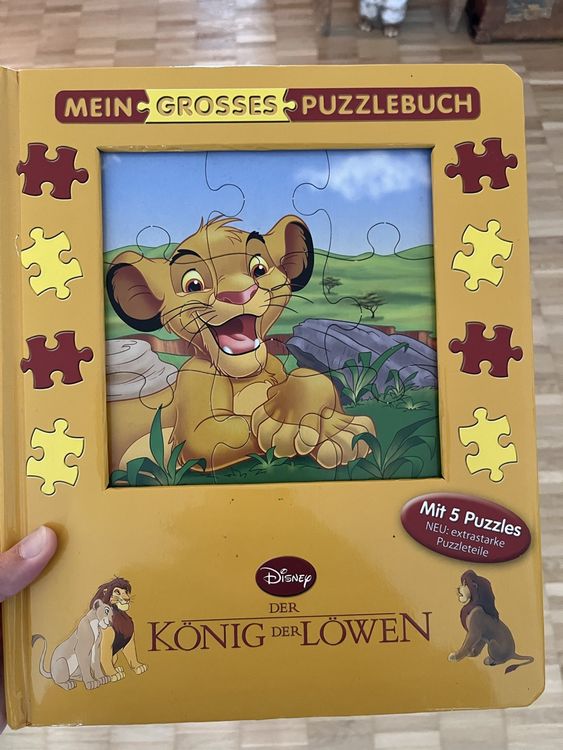 MEIN GROSSES PUZZLEBUCH
Mit 5 Puzzles
NEU: extrastarke
Puzzleteile
Disney
DER
KÖNIG DER LÖWEN